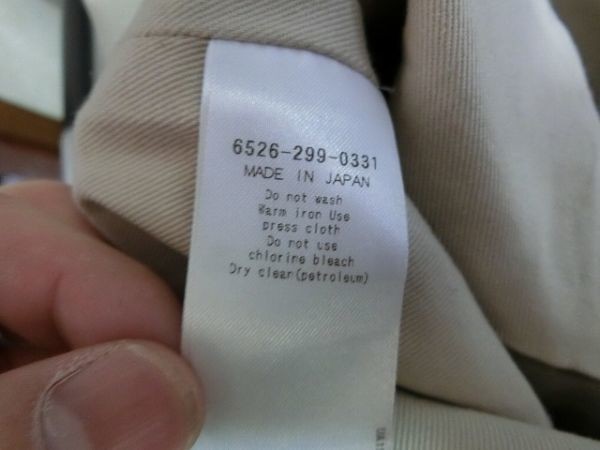 6526-299-0331
MADE IN JAPAN
Do not wash
Warm iron Use
press cloth
Do not use
chlorine bleach
Dry clean(petroleum)